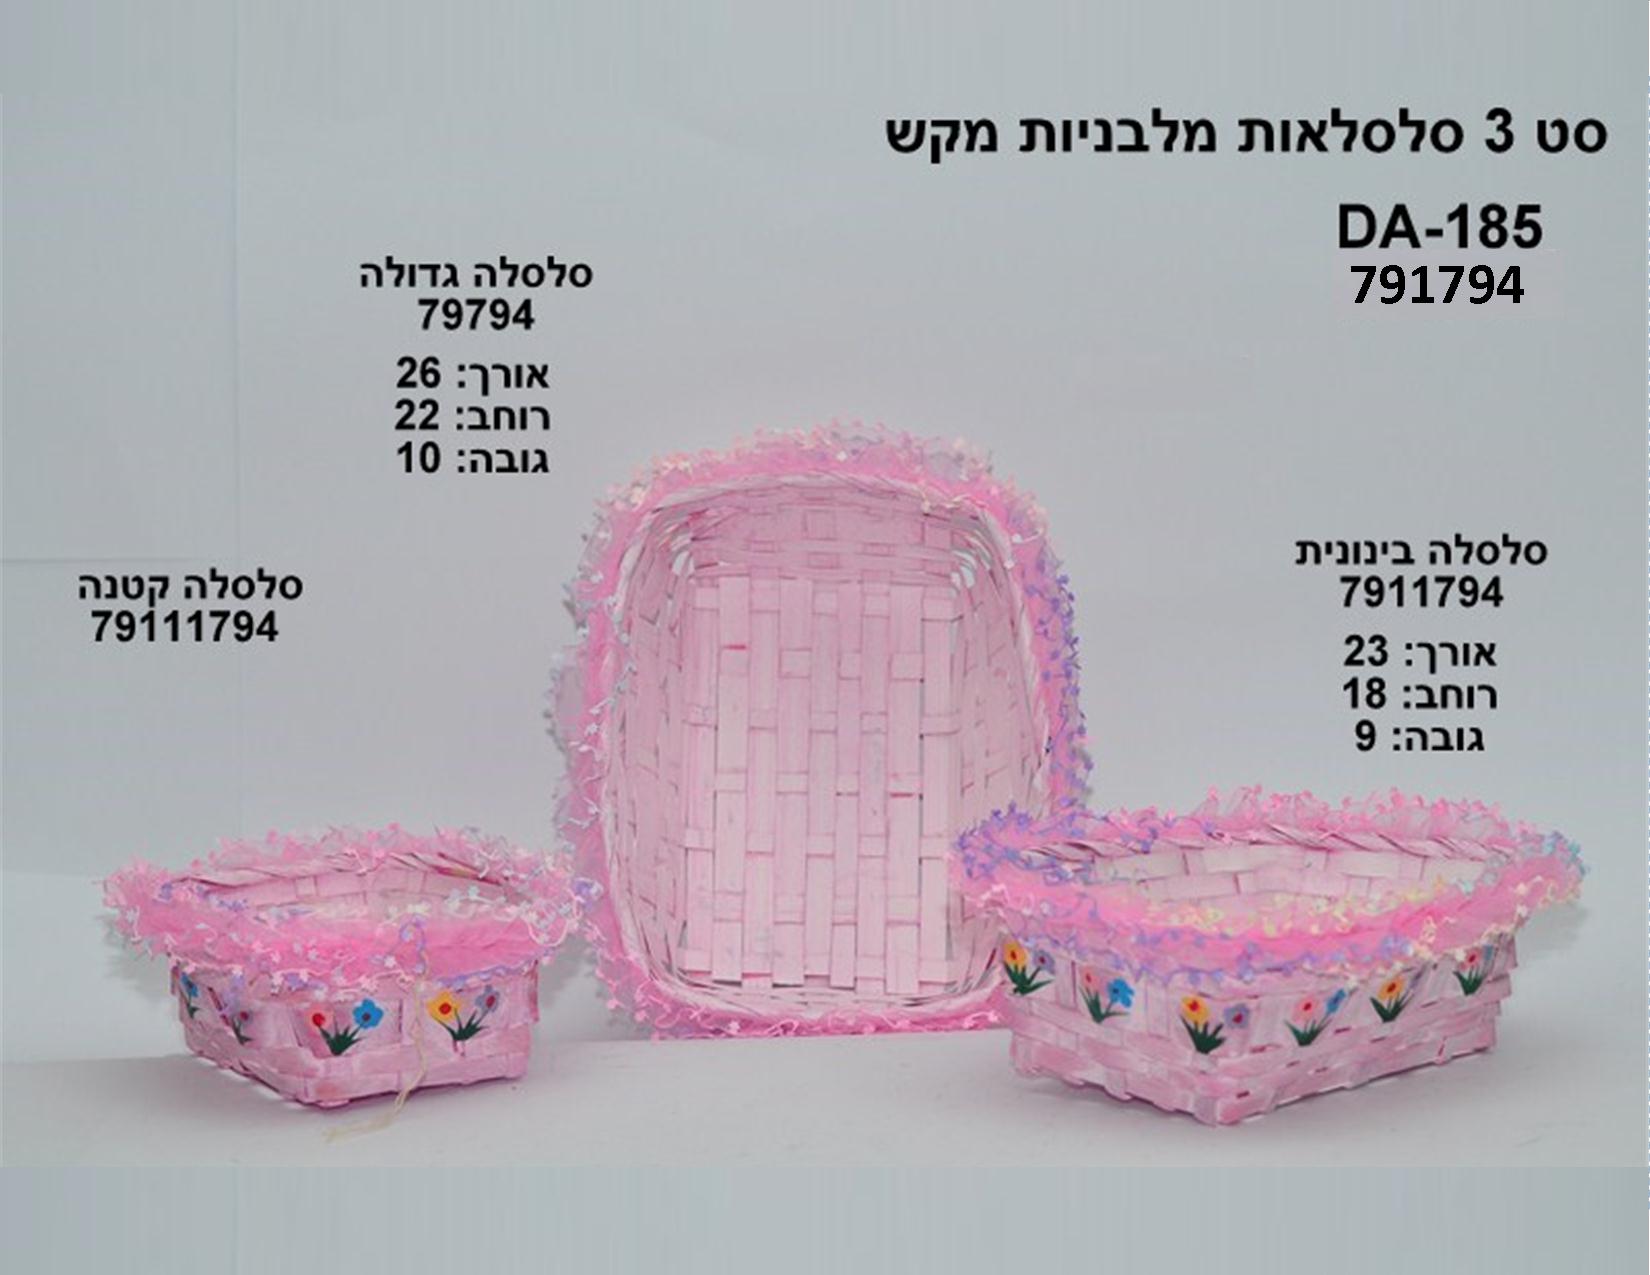 סט 3 סלסלאות מלבניות מקש
DA-185
791794
סלסלה גדולה
79794
אורך: 26
רוחב: 22
גובה: 10
סלסלה בינונית
7911794
אורך: 23
רוחב: 18
גובה: 9
סלסלה קטנה
79111794